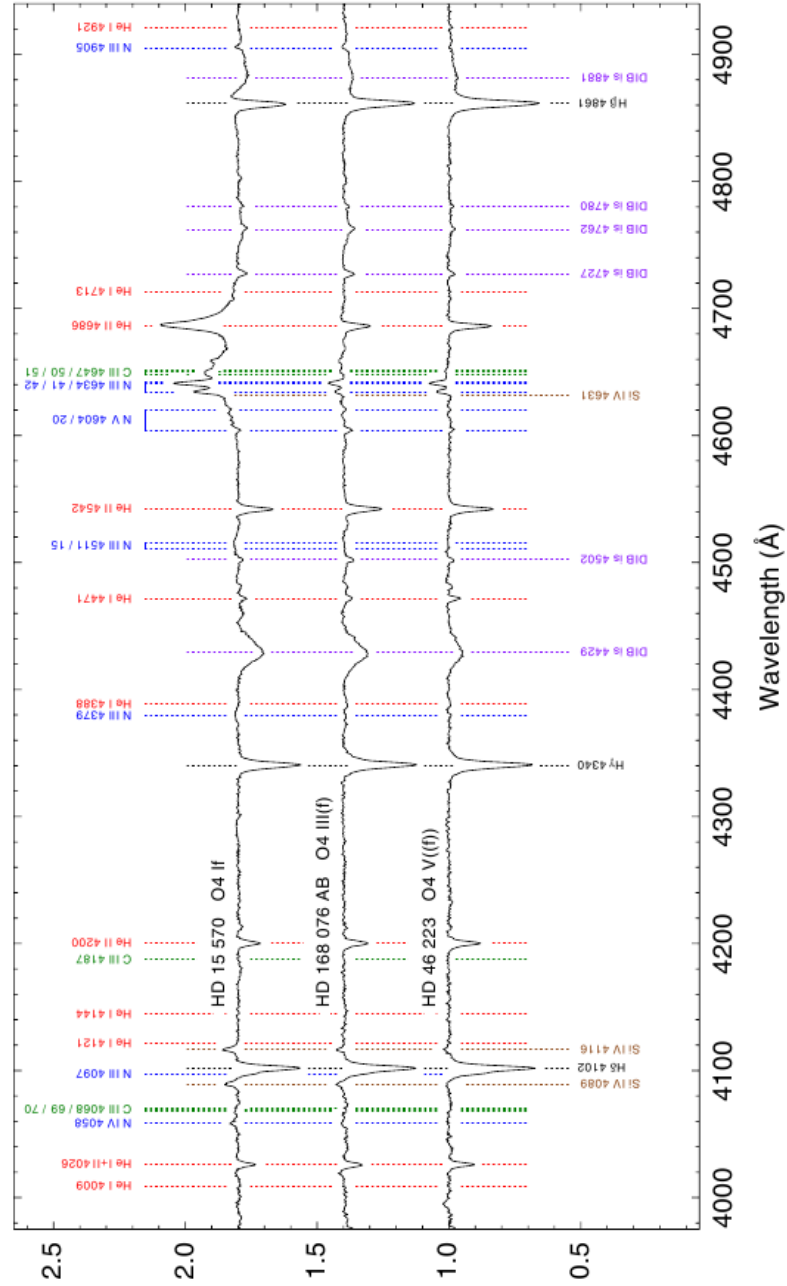 He I 4009
He I+II 4026
N IV 4058
C III 4068 / 69 / 70
N III 4097
He I 4121
He I 4144
C III 4187
He II 4200
N III 4379
He I 4388
He I 4471
N III 4511 / 15
He II 4542
N V 4604 / 20
N III 4634 / 41 / 42
C III 4647 / 50 / 51
He II 4686
He I 4713
N III 4905
He I 4921
HD 15 570 O4 If
HD 168 076 AB O4 III(f)
HD 46 223 O4 V((f))
Si IV 4089
Hδ 4102
Si IV 4116
Hγ 4340
DIB is 4429
DIB is 4502
Si IV 4631
DIB is 4727
DIB is 4762
DIB is 4780
Hβ 4861
DIB is 4881
2.5
2.0
1.5
1.0
0.5
4000
4100
4200
4300
4400
4500
4600
4700
4800
4900
Wavelength (Å)